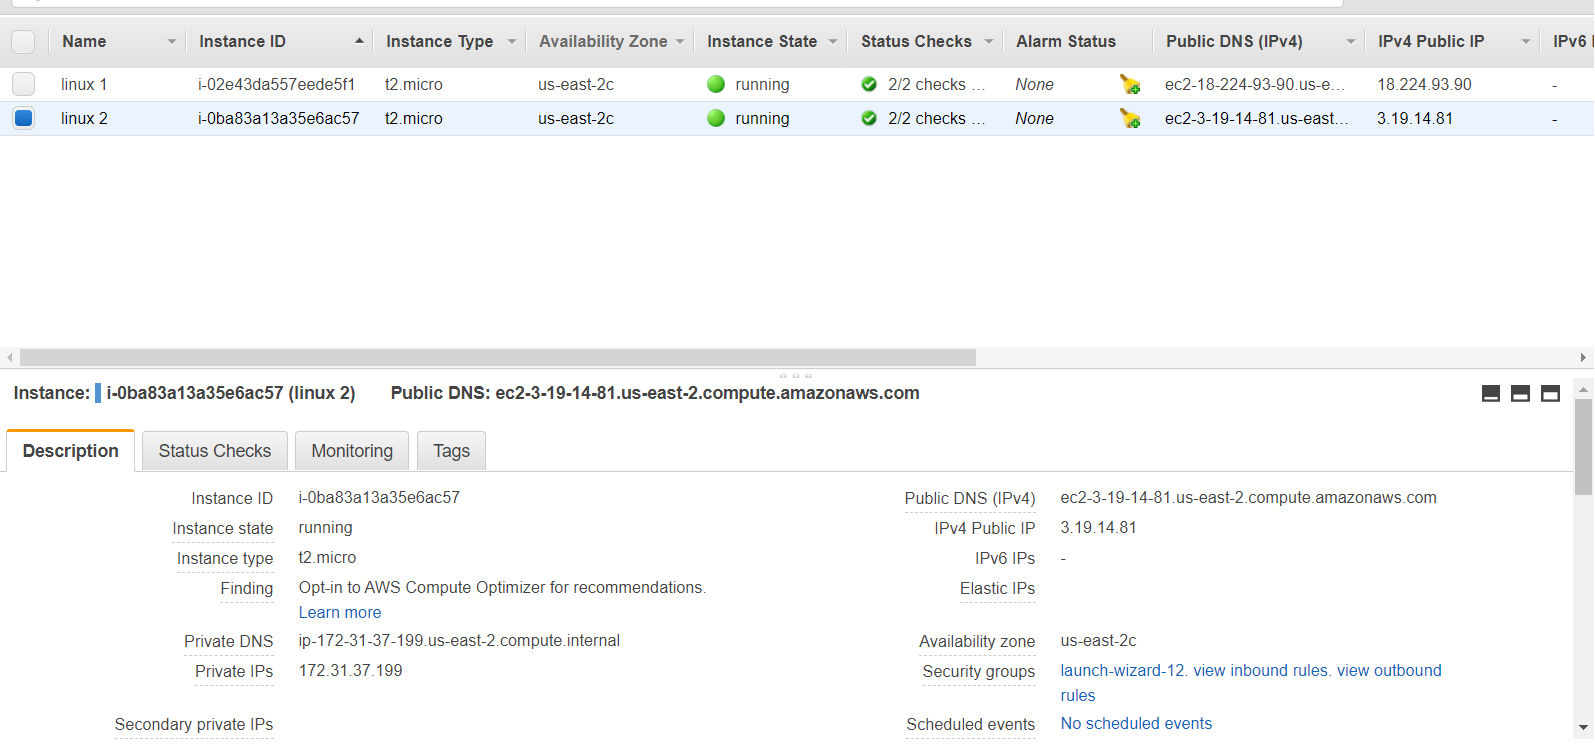 Name Instance ID Instance Type Availability Zone Instance State Status Checks Alarm Status Public DNS (IPv4) IPv4 Public IP IPv6
linux 1 i-02e43da557eede5f1 t2.micro us-east-2c running 2/2 checks ... None ec2-18-224-93-90.us-e... 18.224.93.90 -
linux 2 i-0ba83a13a35e6ac57 t2.micro us-east-2c running 2/2 checks ... None ec2-3-19-14-81.us-east... 3.19.14.81 -
Instance: i-0ba83a13a35e6ac57 (linux 2) Public DNS: ec2-3-19-14-81.us-east-2.compute.amazonaws.com
Description Status Checks Monitoring Tags
Instance ID i-0ba83a13a35e6ac57 Public DNS (IPv4) ec2-3-19-14-81.us-east-2.compute.amazonaws.com
Instance state running IPv4 Public IP 3.19.14.81
Instance type t2.micro IPv6 IPs -
Finding Opt-in to AWS Compute Optimizer for recommendations. Elastic IPs
Learn more
Private DNS ip-172-31-37-199.us-east-2.compute.internal Availability zone us-east-2c
Private IPs 172.31.37.199 Security groups launch-wizard-12. view inbound rules. view outbound
rules
Secondary private IPs Scheduled events No scheduled events